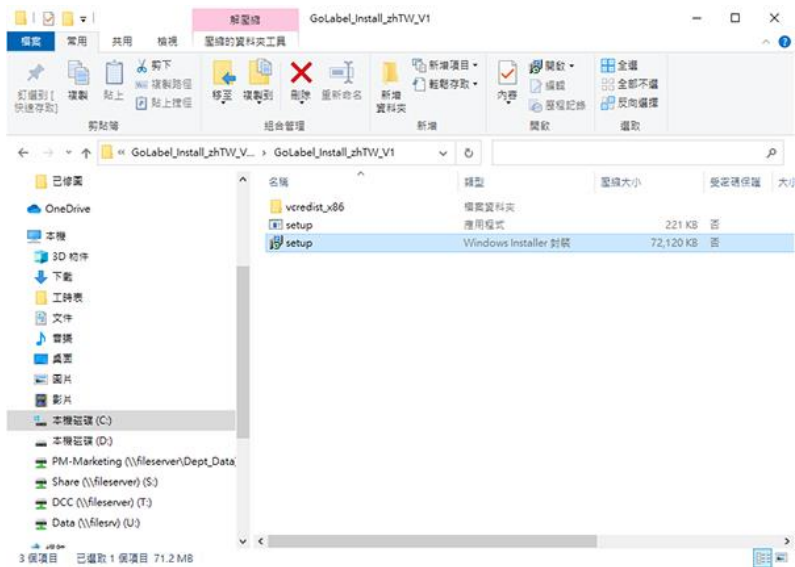 解壓縮
GoLabel_Install_zhTW_V1
檔案
常用
共用
檢視
壓縮的資料夾工具
釘選到 [
快速存取]
複製
貼上
剪下
複製路徑
貼上捷徑
移至
複製到
刪除
重新命名
新增
資料夾
新增項目
輕鬆存取
內容
開啟
編輯
歷程記錄
全選
全部不選
反向選擇
剪貼簿
組合管理
新增
開啟
選取
« GoLabel_Install_zhTW_V... › GoLabel_Install_zhTW_V1
名稱
類型
壓縮大小
受密碼保護
大小
vcredist_x86
檔案資料夾
setup
應用程式
221 KB
否
setup
Windows Installer 封裝
72,120 KB
否
已修圖
OneDrive
本機
3D 物件
下載
工時表
文件
音樂
桌面
圖片
影片
本機磁碟 (C:)
本機磁碟 (D:)
PM-Marketing (\\fileserver\Dept_Data)
Share (\\fileserver) (S:)
DCC (\\fileserver) (T:)
Data (\\filesrv) (U:)
3 個項目
已選取 1 個項目 71.2 MB